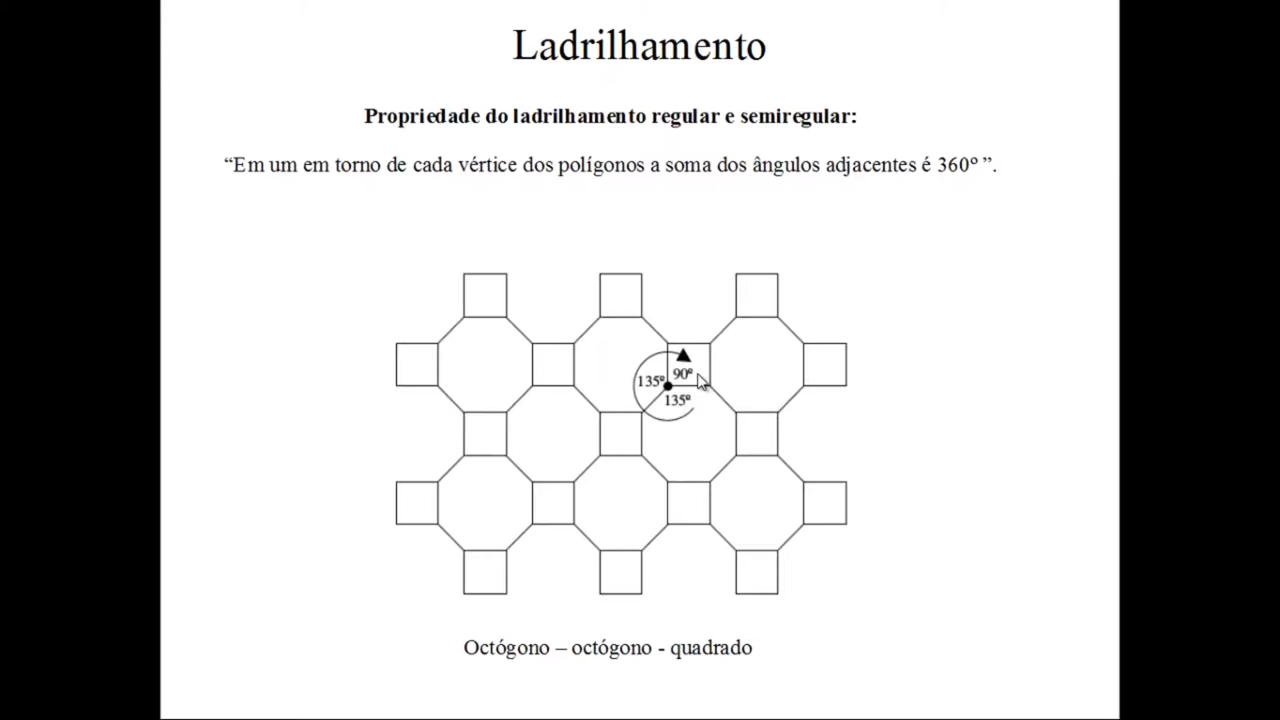 Ladrilhamento
Propriedade do ladrilhamento regular e semiregular:
“Em um em torno de cada vértice dos polígonos a soma dos ângulos adjacentes é 360º ”.
90º
135º
135º
Octógono – octógono - quadrado